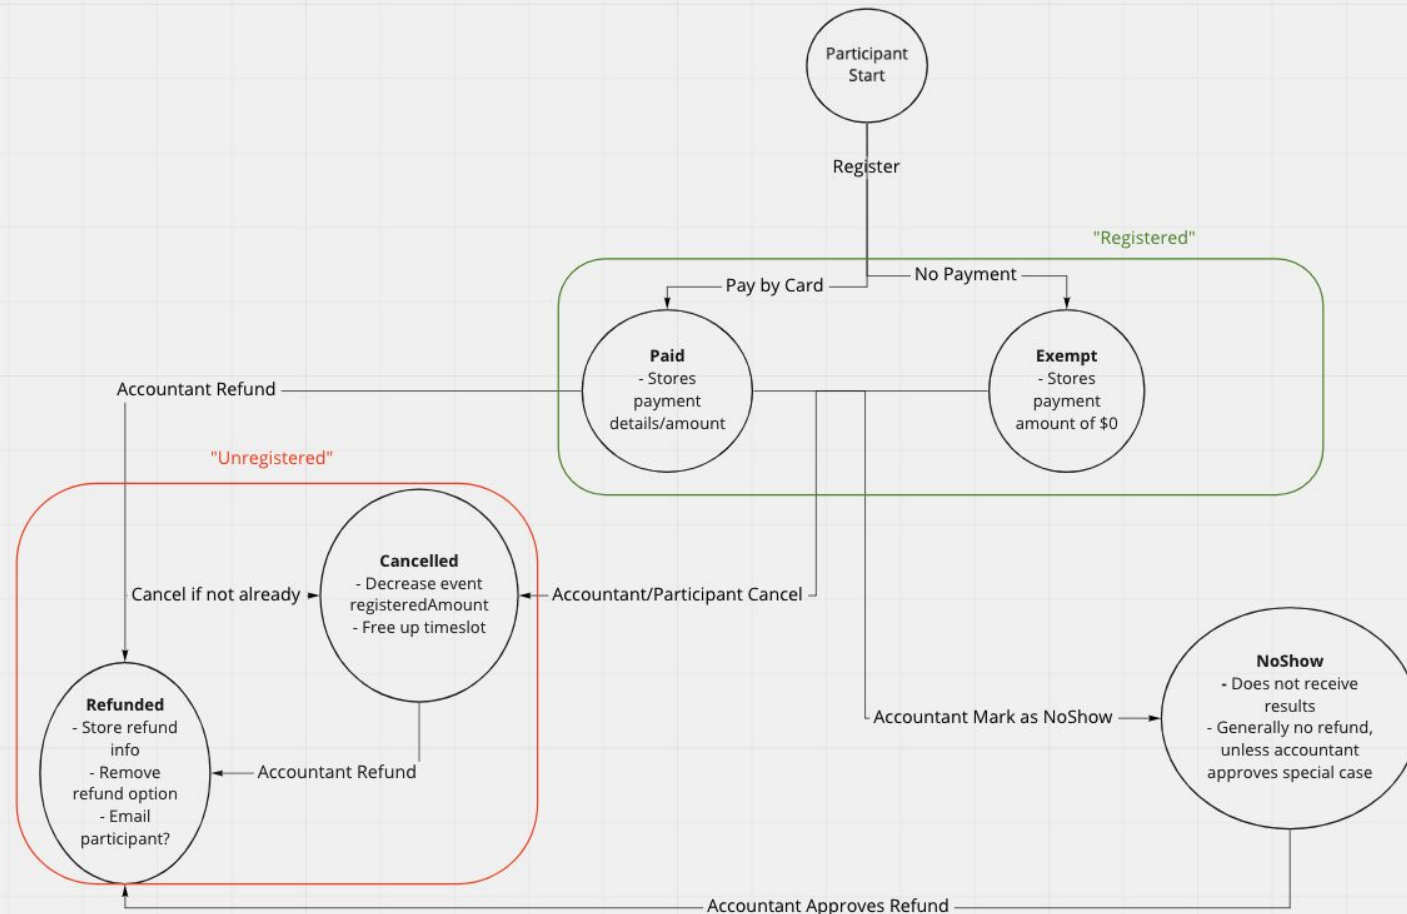 Participant
Start
Register
"Registered"
No Payment
Pay by Card
Paid
- Stores
payment
details/amount
Exempt
- Stores
payment
amount of $0
Accountant Refund
"Unregistered"
Cancelled
- Decrease event
registeredAmount
- Free up timeslot
Cancel if not already
Accountant/Participant Cancel
Refunded
- Store refund
info
- Remove
refund option
- Email
participant?
Accountant Refund
NoShow
- Does not receive
results
- Generally no refund,
unless accountant
approves special case
Accountant Mark as NoShow
Accountant Approves Refund